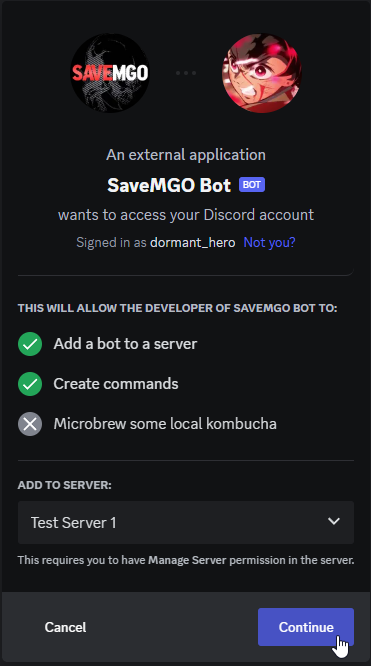 SAVEMGO
An external application
SaveMGO Bot BOT
wants to access your Discord account
Signed in as dormant_hero Not you?
THIS WILL ALLOW THE DEVELOPER OF SAVEMGO BOT TO:
Add a bot to a server
Create commands
Microbrew some local kombucha
ADD TO SERVER:
Test Server 1
This requires you to have Manage Server permission in the server.
Cancel Continue